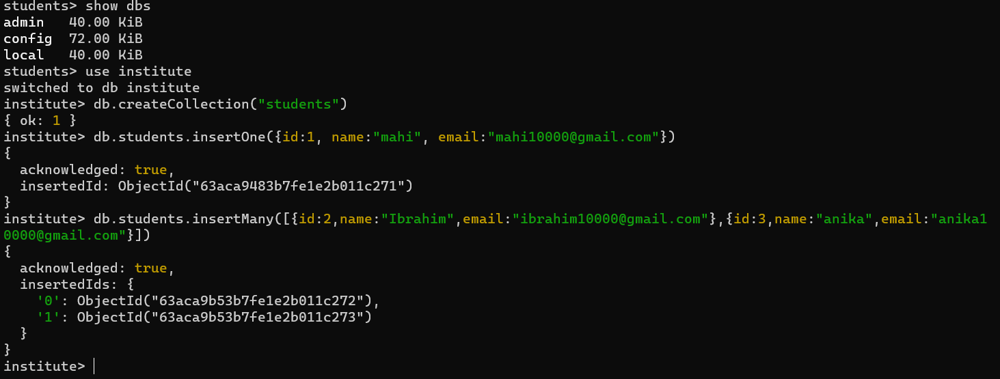 students> show dbs
admin   40.00 KiB
config  72.00 KiB
local   40.00 KiB
students> use institute
switched to db institute
institute> db.createCollection("students")
{ ok: 1 }
institute> db.students.insertOne({id:1, name:"mahi", email:"mahi10000@gmail.com"})
{
  acknowledged: true,
  insertedId: ObjectId("63aca9483b7fe1e2b011c271")
}
institute> db.students.insertMany([{id:2,name:"Ibrahim",email:"ibrahim10000@gmail.com"},{id:3,name:"anika",email:"anika1
0000@gmail.com"}])
{
  acknowledged: true,
  insertedIds: {
    '0': ObjectId("63aca9b53b7fe1e2b011c272"),
    '1': ObjectId("63aca9b53b7fe1e2b011c273")
  }
}
institute>